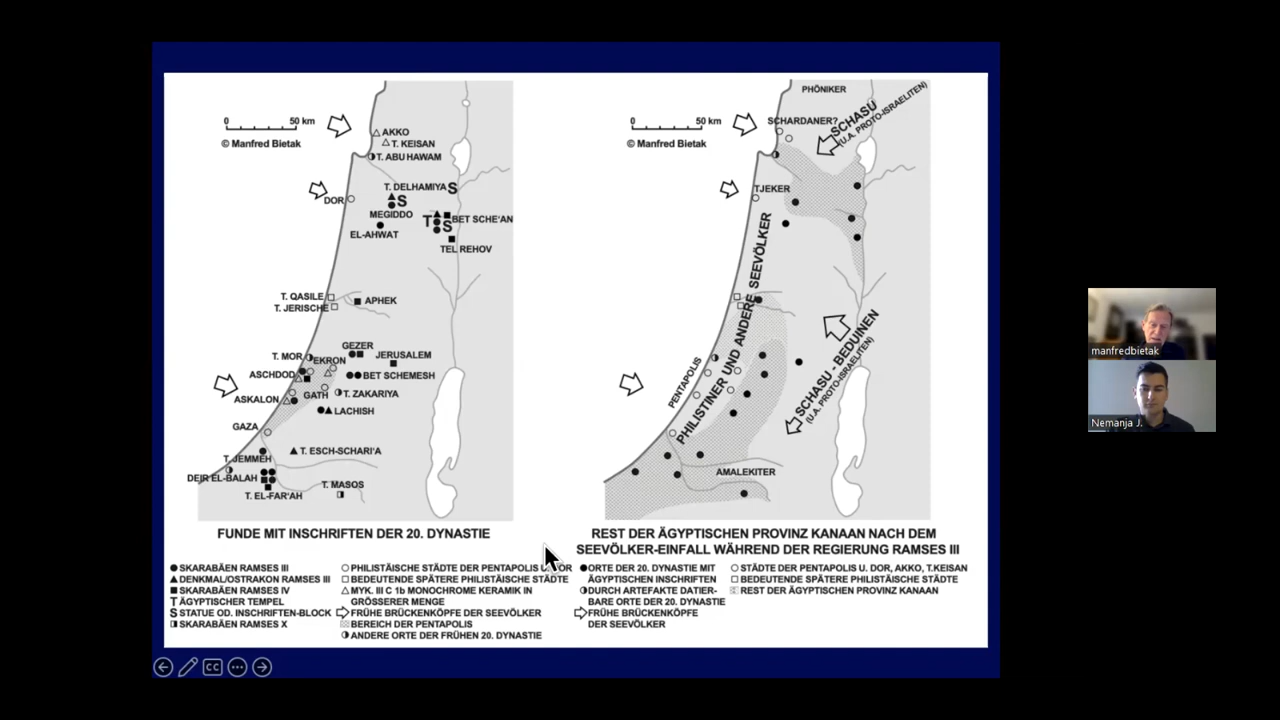 50 km
© Manfred Bietak
AKKO
T. KEISAN
T. ABU HAWAM
T. DELHAMIYA S
DOR
S
MEGIDDO
T
S
BET SCHE'AN
EL-AHWAT
TEL REHOV
T. QASILE
T. JERISCHE
APHEK
GEZER
T. MOR
EKRON
JERUSALEM
ASCHDOD
BET SCHEMESH
GATH
T. ZAKARIYA
ASKALON
LACHISH
GAZA
T. ESCH-SCHARI'A
T. JEMMEH
DEIR EL-BALAH
T. MASOS
T. EL-FAR'AH
FUNDE MIT INSCHRIFTEN DER 20. DYNASTIE
SKARABÄEN RAMSES III
DENKMAL/OSTRAKON RAMSES III
SKARABÄEN RAMSES IV
T ÄGYPTISCHER TEMPEL
S STATUE OD. INSCHRIFTEN-BLOCK
SKARABÄEN RAMSES X
PHILISTÄISCHE STÄDTE DER PENTAPOLIS
BEDEUTENDE SPÄTERE PHILISTÄISCHE STÄDTE
MYK. III C 1b MONOCHROME KERAMIK IN
GRÖSSERER MENGE
FRÜHE BRÜCKENKÖPFE DER SEEVÖLKER
BEREICH DER PENTAPOLIS
ANDERE ORTE DER FRÜHEN 20. DYNASTIE
0
50 km
© Manfred Bietak
PHÖNIKER
SCHARDANER?
SCHASU
(U.A. PROTO-ISRAELITEN)
TJEKER
PHILISTINER UND ANDERE SEEVÖLKER
PENTAPOLIS
SCHASU - BEDUINEN
(U.A. PROTO-ISRAELITEN)
AMALEKITER
REST DER ÄGYPTISCHEN PROVINZ KANAAN NACH DEM
SEEVÖLKER-EINFALL WÄHREND DER REGIERUNG RAMSES III
ORTE DER 20. DYNASTIE MIT
ÄGYPTISCHEN INSCHRIFTEN
DURCH ARTEFAKTE DATIER-
BARE ORTE DER 20. DYNASTIE
FRÜHE BRÜCKENKÖPFE
DER SEEVÖLKER
STÄDTE DER PENTAPOLIS U. DOR, AKKO, T.KEISAN
BEDEUTENDE SPÄTERE PHILISTÄISCHE STÄDTE
REST DER ÄGYPTISCHEN PROVINZ KANAAN
CC
manfredbietak
Nemanja J.